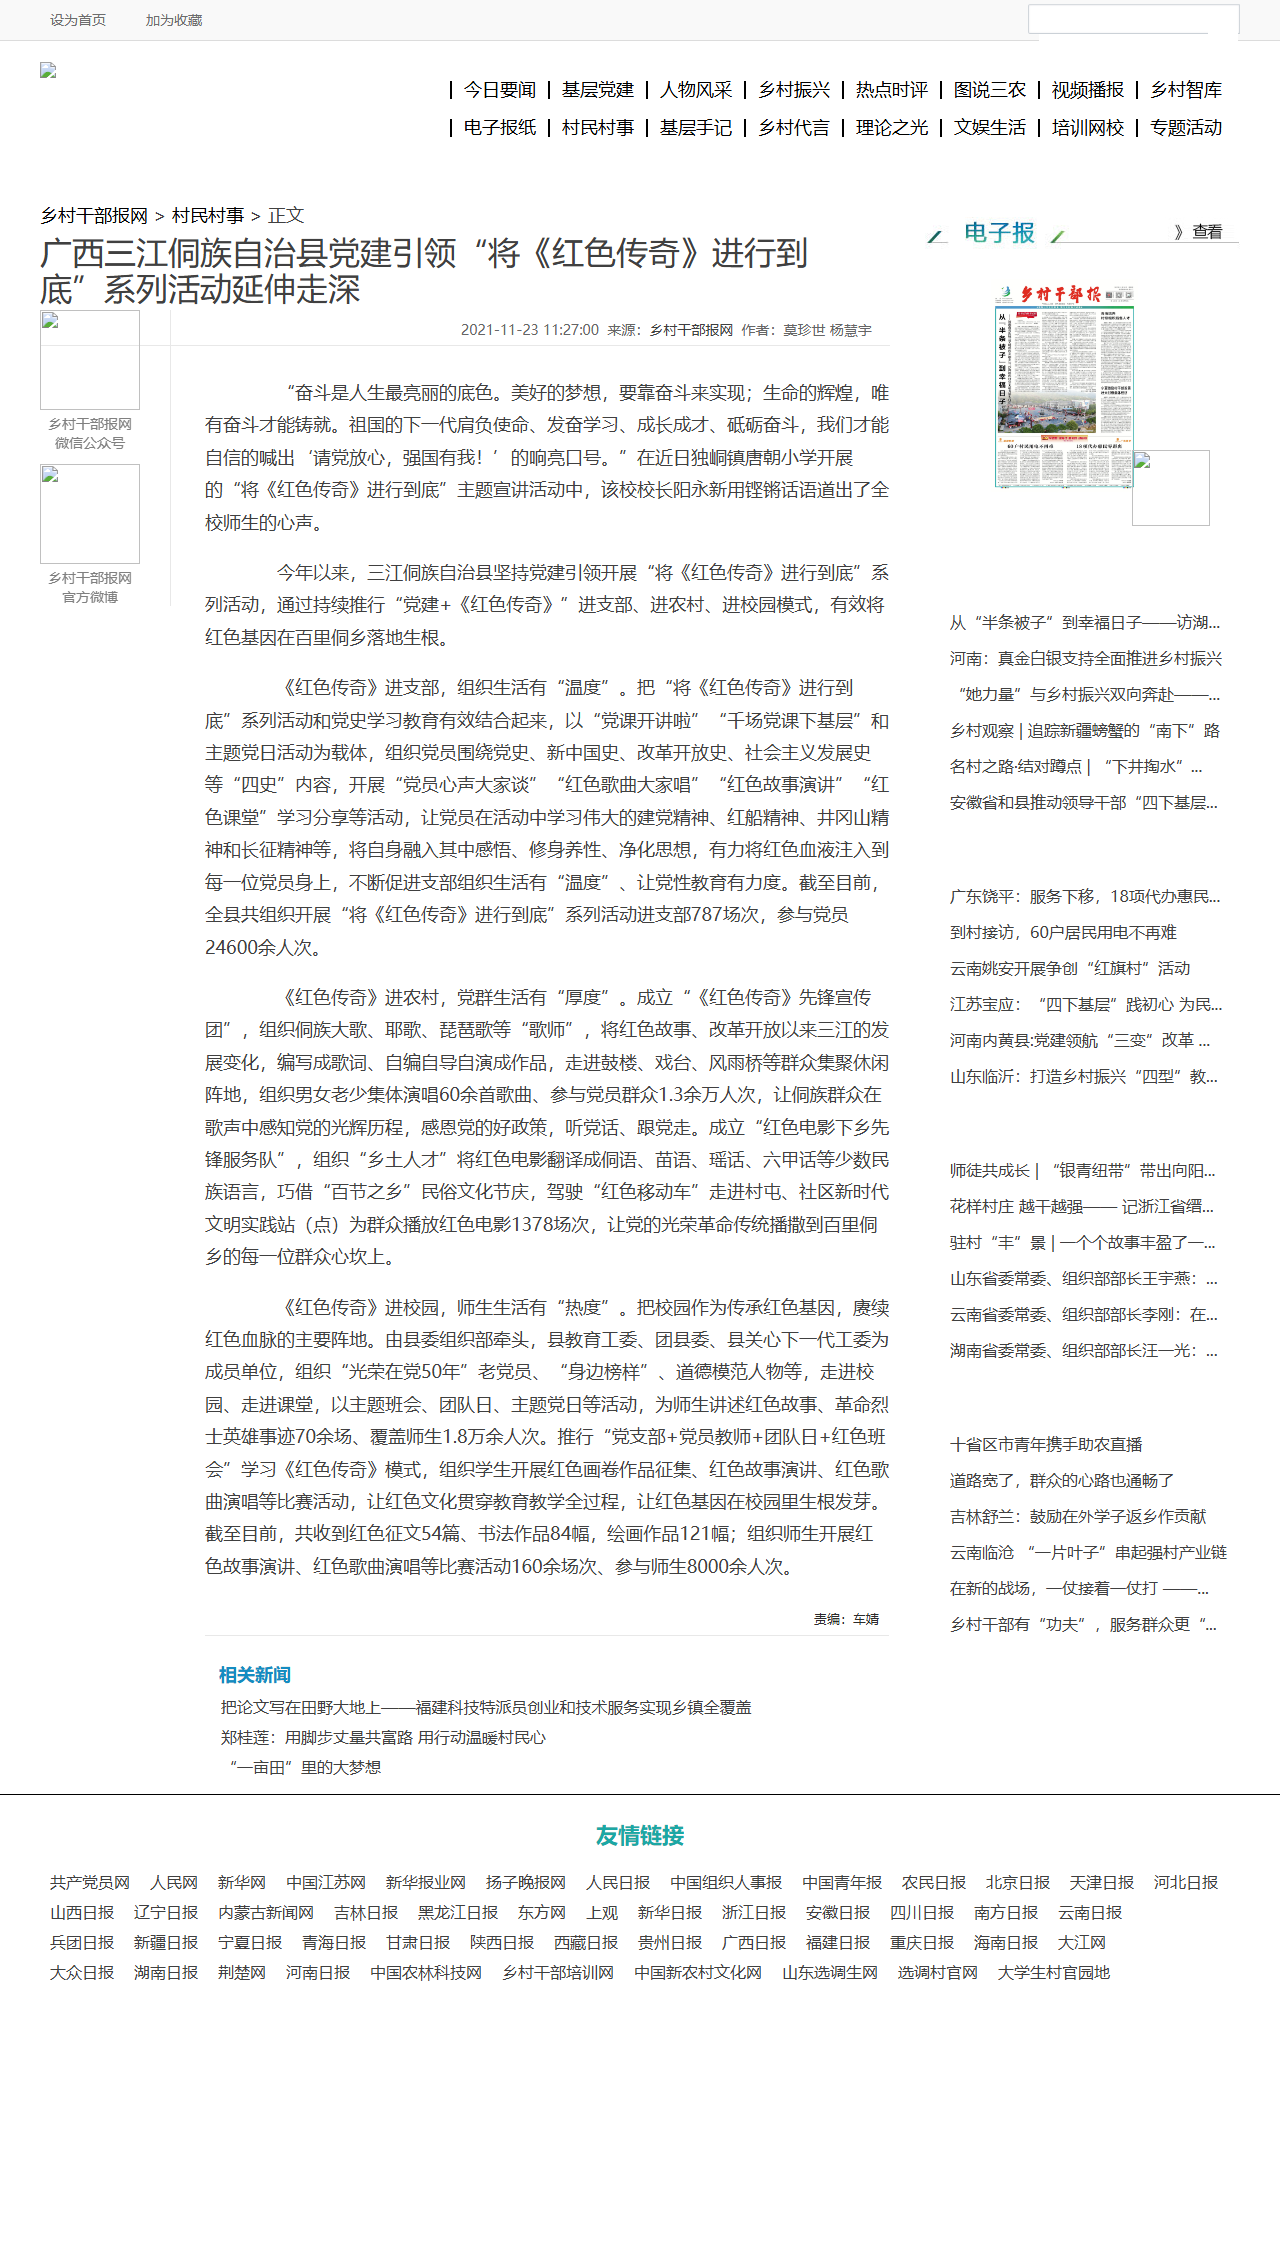 设为首页 加为收藏
今日要闻 基层党建 人物风采 乡村振兴 热点时评 图说三农 视频播报 乡村智库
电子报纸 村民村事 基层手记 乡村代言 理论之光 文娱生活 培训网校 专题活动
乡村干部报网 > 村民村事 > 正文
广西三江侗族自治县党建引领“将《红色传奇》进行到
底”系列活动延伸走深
2021-11-23 11:27:00 来源：乡村干部报网 作者：莫珍世 杨慧宇
乡村干部报网
微信公众号
乡村干部报网
官方微博
“奋斗是人生最亮丽的底色。美好的梦想，要靠奋斗来实现；生命的辉煌，唯
有奋斗才能铸就。祖国的下一代肩负使命、发奋学习、成长成才、砥砺奋斗，我们才能
自信的喊出‘请党放心，强国有我！’的响亮口号。”在近日独峒镇唐朝小学开展
的“将《红色传奇》进行到底”主题宣讲活动中，该校校长阳永新用铿锵话语道出了全
校师生的心声。
今年以来，三江侗族自治县坚持党建引领开展“将《红色传奇》进行到底”系
列活动，通过持续推行“党建+《红色传奇》”进支部、进农村、进校园模式，有效将
红色基因在百里侗乡落地生根。
《红色传奇》进支部，组织生活有“温度”。把“将《红色传奇》进行到
底”系列活动和党史学习教育有效结合起来，以“党课开讲啦”“千场党课下基层”和
主题党日活动为载体，组织党员围绕党史、新中国史、改革开放史、社会主义发展史
等“四史”内容，开展“党员心声大家谈”“红色歌曲大家唱”“红色故事演讲”“红
色课堂”学习分享等活动，让党员在活动中学习伟大的建党精神、红船精神、井冈山精
神和长征精神等，将自身融入其中感悟、修身养性、净化思想，有力将红色血液注入到
每一位党员身上，不断促进支部组织生活有“温度”、让党性教育有力度。截至目前，
全县共组织开展“将《红色传奇》进行到底”系列活动进支部787场次，参与党员
24600余人次。
《红色传奇》进农村，党群生活有“厚度”。成立“《红色传奇》先锋宣传
团”，组织侗族大歌、耶歌、琵琶歌等“歌师”，将红色故事、改革开放以来三江的发
展变化，编写成歌词、自编自导自演成作品，走进鼓楼、戏台、风雨桥等群众集聚休闲
阵地，组织男女老少集体演唱60余首歌曲、参与党员群众1.3余万人次，让侗族群众在
歌声中感知党的光辉历程，感恩党的好政策，听党话、跟党走。成立“红色电影下乡先
锋服务队”，组织“乡土人才”将红色电影翻译成侗语、苗语、瑶话、六甲话等少数民
族语言，巧借“百节之乡”民俗文化节庆，驾驶“红色移动车”走进村屯、社区新时代
文明实践站（点）为群众播放红色电影1378场次，让党的光荣革命传统播撒到百里侗
乡的每一位群众心坎上。
《红色传奇》进校园，师生生活有“热度”。把校园作为传承红色基因，赓续
红色血脉的主要阵地。由县委组织部牵头，县教育工委、团县委、县关心下一代工委为
成员单位，组织“光荣在党50年”老党员、“身边榜样”、道德模范人物等，走进校
园、走进课堂，以主题班会、团队日、主题党日等活动，为师生讲述红色故事、革命烈
士英雄事迹70余场、覆盖师生1.8万余人次。推行“党支部+党员教师+团队日+红色班
会”学习《红色传奇》模式，组织学生开展红色画卷作品征集、红色故事演讲、红色歌
曲演唱等比赛活动，让红色文化贯穿教育教学全过程，让红色基因在校园里生根发芽。
截至目前，共收到红色征文54篇、书法作品84幅，绘画作品121幅；组织师生开展红
色故事演讲、红色歌曲演唱等比赛活动160余场次、参与师生8000余人次。
责编：车婧
相关新闻
把论文写在田野大地上——福建科技特派员创业和技术服务实现乡镇全覆盖
郑桂莲：用脚步丈量共富路 用行动温暖村民心
“一亩田”里的大梦想
电子报 》查看
乡村干部报
从“半条被子”到幸福日子
60户村民用电不再难
18项代办惠民便民
从“半条被子”到幸福日子——访湖...
河南：真金白银支持全面推进乡村振兴
“她力量”与乡村振兴双向奔赴——...
乡村观察 | 追踪新疆螃蟹的“南下”路
名村之路·结对蹲点 | “下井掏水”...
安徽省和县推动领导干部“四下基层...
广东饶平：服务下移，18项代办惠民...
到村接访，60户居民用电不再难
云南姚安开展争创“红旗村”活动
江苏宝应：“四下基层”践初心 为民...
河南内黄县:党建领航“三变”改革 ...
山东临沂：打造乡村振兴“四型”教...
师徒共成长 | “银青纽带”带出向阳...
花样村庄 越干越强—— 记浙江省缙...
驻村“丰”景 | 一个个故事丰盈了一...
山东省委常委、组织部部长王宇燕：...
云南省委常委、组织部部长李刚：在...
湖南省委常委、组织部部长汪一光：...
十省区市青年携手助农直播
道路宽了，群众的心路也通畅了
吉林舒兰：鼓励在外学子返乡作贡献
云南临沧 “一片叶子”串起强村产业链
在新的战场，一仗接着一仗打 ——...
乡村干部有“功夫”，服务群众更“...
友情链接
共产党员网 人民网 新华网 中国江苏网 新华报业网 扬子晚报网 人民日报 中国组织人事报 中国青年报 农民日报 北京日报 天津日报 河北日报
山西日报 辽宁日报 内蒙古新闻网 吉林日报 黑龙江日报 东方网 上观 新华日报 浙江日报 安徽日报 四川日报 南方日报 云南日报
兵团日报 新疆日报 宁夏日报 青海日报 甘肃日报 陕西日报 西藏日报 贵州日报 广西日报 福建日报 重庆日报 海南日报 大江网
大众日报 湖南日报 荆楚网 河南日报 中国农林科技网 乡村干部培训网 中国新农村文化网 山东选调生网 选调村官网 大学生村官园地